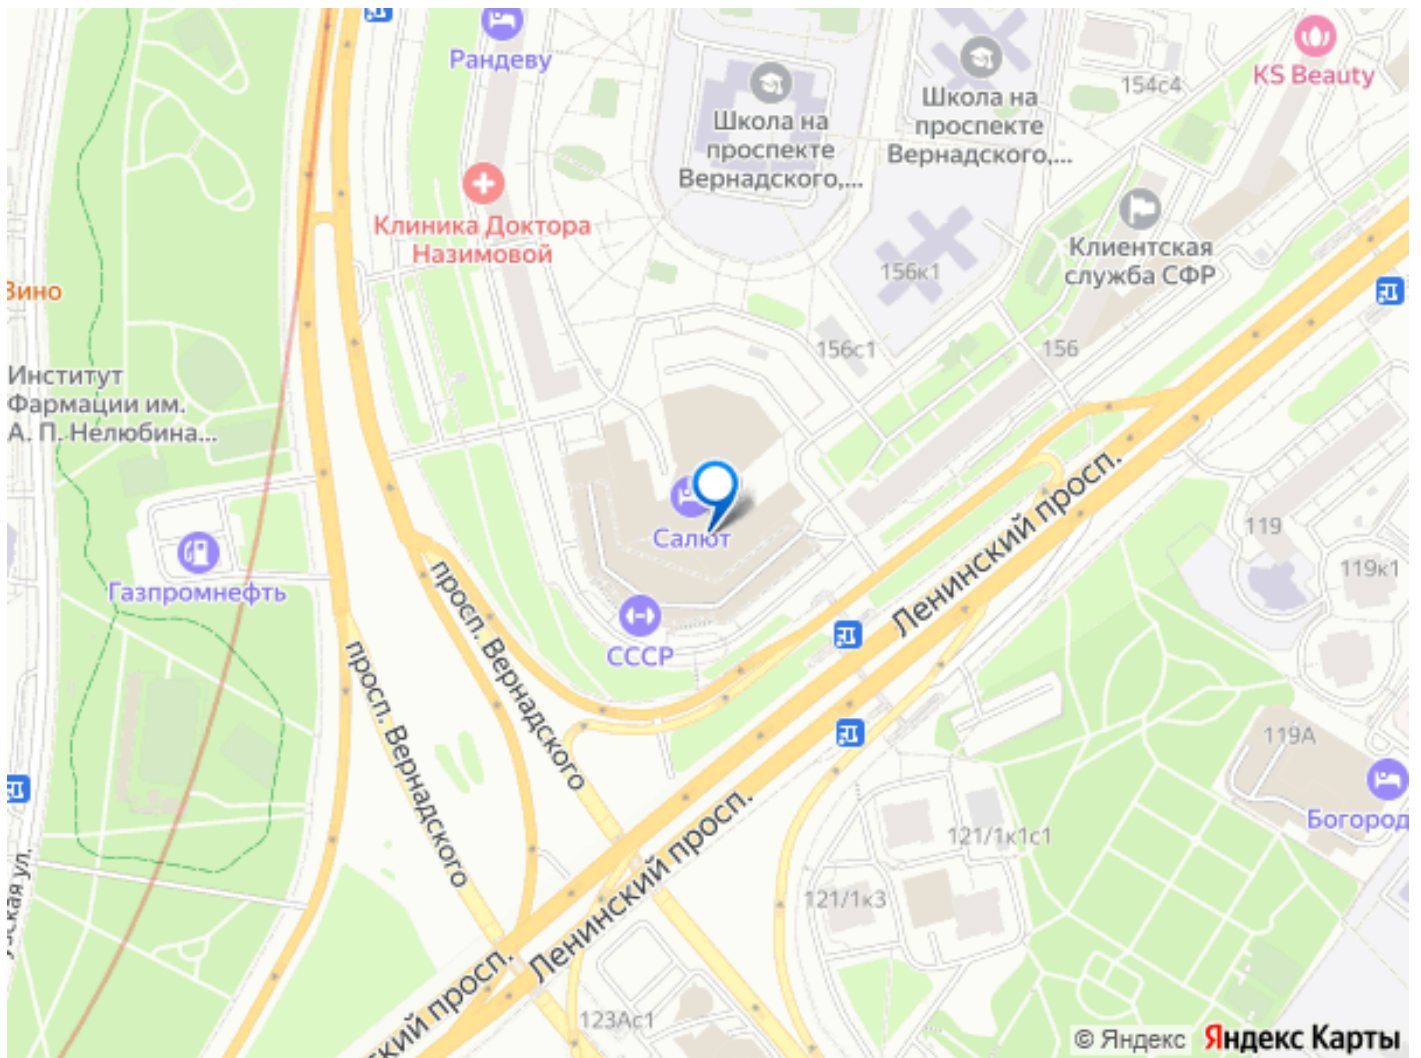 Рандеву
KS Beauty
154с4
Школа на
проспекте
Вернадского,...
Школа на
проспекте
Вернадского,...
Клиника Доктора
Назимовой
Клиентская
служба СФР
156к1
Вино
156с1
156
Институт
Фармации им.
А. П. Нелюбина...
Ленинский просп.
Салют
119
119к1
Газпромнефть
просп. Вернадского
СССР
просп. Вернадского
119А
Ленинский просп.
Богород
121/1к1с1
121/1к3
ский просп.
123Ас1
© Яндекс
Яндекс Карты